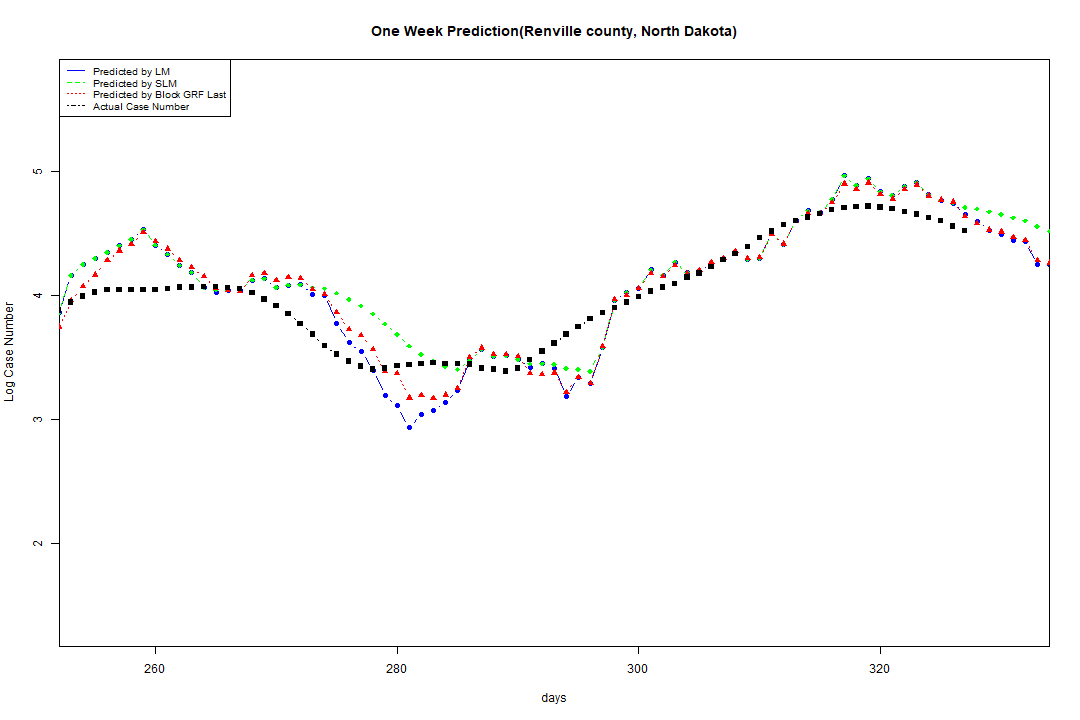 One Week Prediction(Renville county, North Dakota)
Predicted by LM
Predicted by SLM
Predicted by Block GRF Last
Actual Case Number
5
4
3
2
Log Case Number
260 280 300 320
days